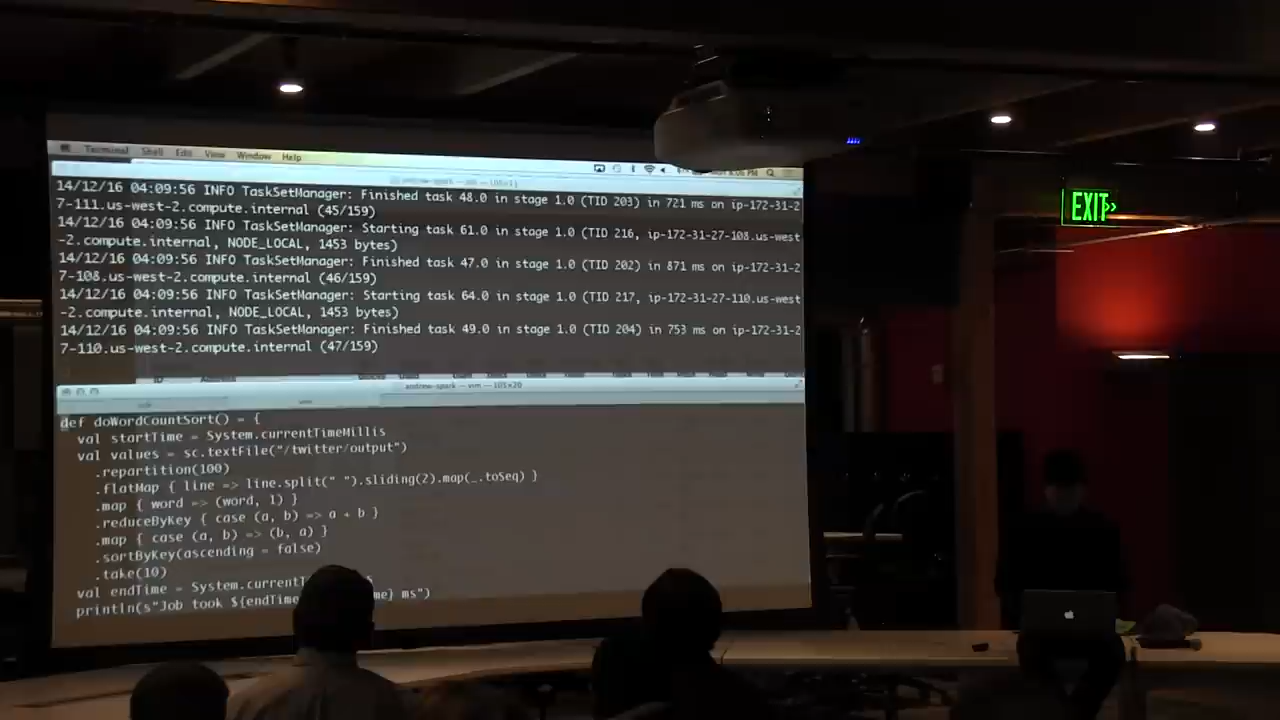 Terminal Shell Edit View Window Help
14/12/16 04:09:56 INFO TaskSetManager: Finished task 48.0 in stage 1.0 (TID 203) in 721 ms on ip-172-31-2
7-111.us-west-2.compute.internal (45/159)
14/12/16 04:09:56 INFO TaskSetManager: Starting task 61.0 in stage 1.0 (TID 216, ip-172-31-27-108.us-west
-2.compute.internal, NODE_LOCAL, 1453 bytes)
14/12/16 04:09:56 INFO TaskSetManager: Finished task 47.0 in stage 1.0 (TID 202) in 871 ms on ip-172-31-2
7-108.us-west-2.compute.internal (46/159)
14/12/16 04:09:56 INFO TaskSetManager: Starting task 64.0 in stage 1.0 (TID 217, ip-172-31-27-110.us-west
-2.compute.internal, NODE_LOCAL, 1453 bytes)
14/12/16 04:09:56 INFO TaskSetManager: Finished task 49.0 in stage 1.0 (TID 204) in 753 ms on ip-172-31-2
7-110.us-west-2.compute.internal (47/159)
andrew-spark — vim — 105×20
def doWordCountSort() = {
val startTime = System.currentTimeMillis
val values = sc.textFile("/twitter/output")
.repartition(100)
.flatMap { line => line.split(" ").sliding(2).map(_.toSeq) }
.map { word => (word, 1) }
.reduceByKey { case (a, b) => a + b }
.map { case (a, b) => (b, a) }
.sortByKey(ascending = false)
.take(10)
val endTime = System.current
println(s"Job took ${endTime me} ms")
EXIT